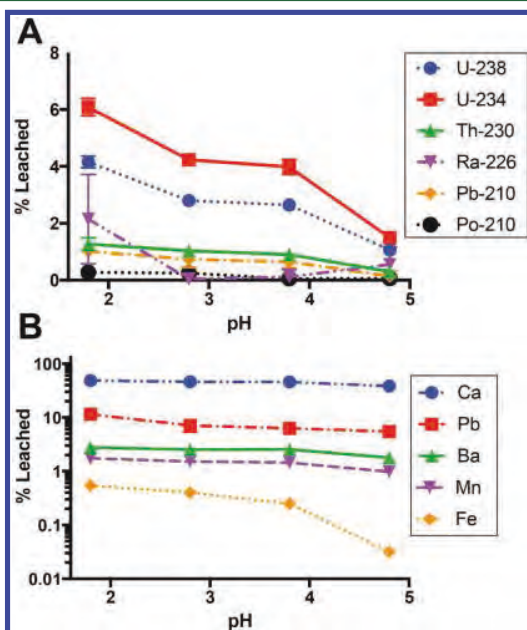 A
% Leached
8
6
4
2
0
2 3 4 5
pH
U-238
U-234
Th-230
Ra-226
Pb-210
Po-210
B
% Leached
100
10
1
0.1
0.01
2 3 4 5
pH
Ca
Pb
Ba
Mn
Fe